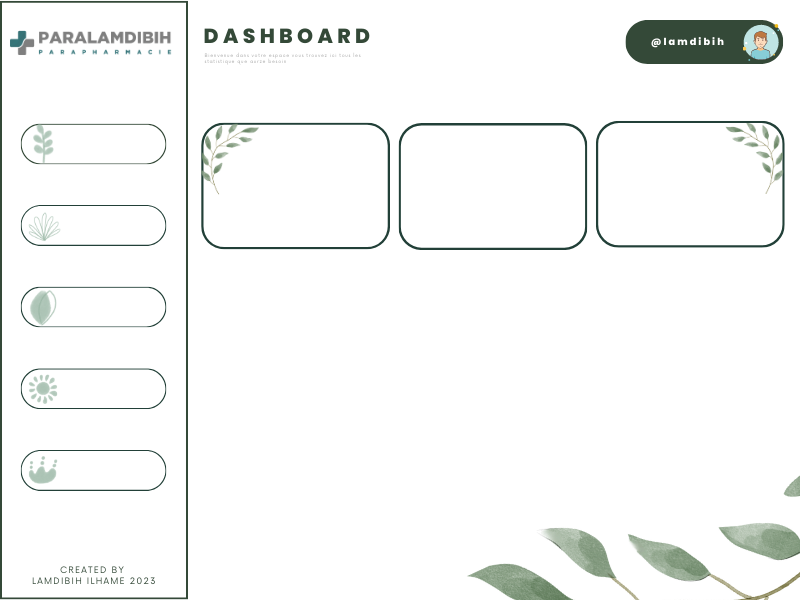 PARALAMDIBIH
PARAPHARMACIE
DASHBOARD
Bienvenue dans votre espace vous trouvez ici tous les
statistique que auras besoin
@lamdibih
CREATED BY
LAMDIBIH ILHAME 2023